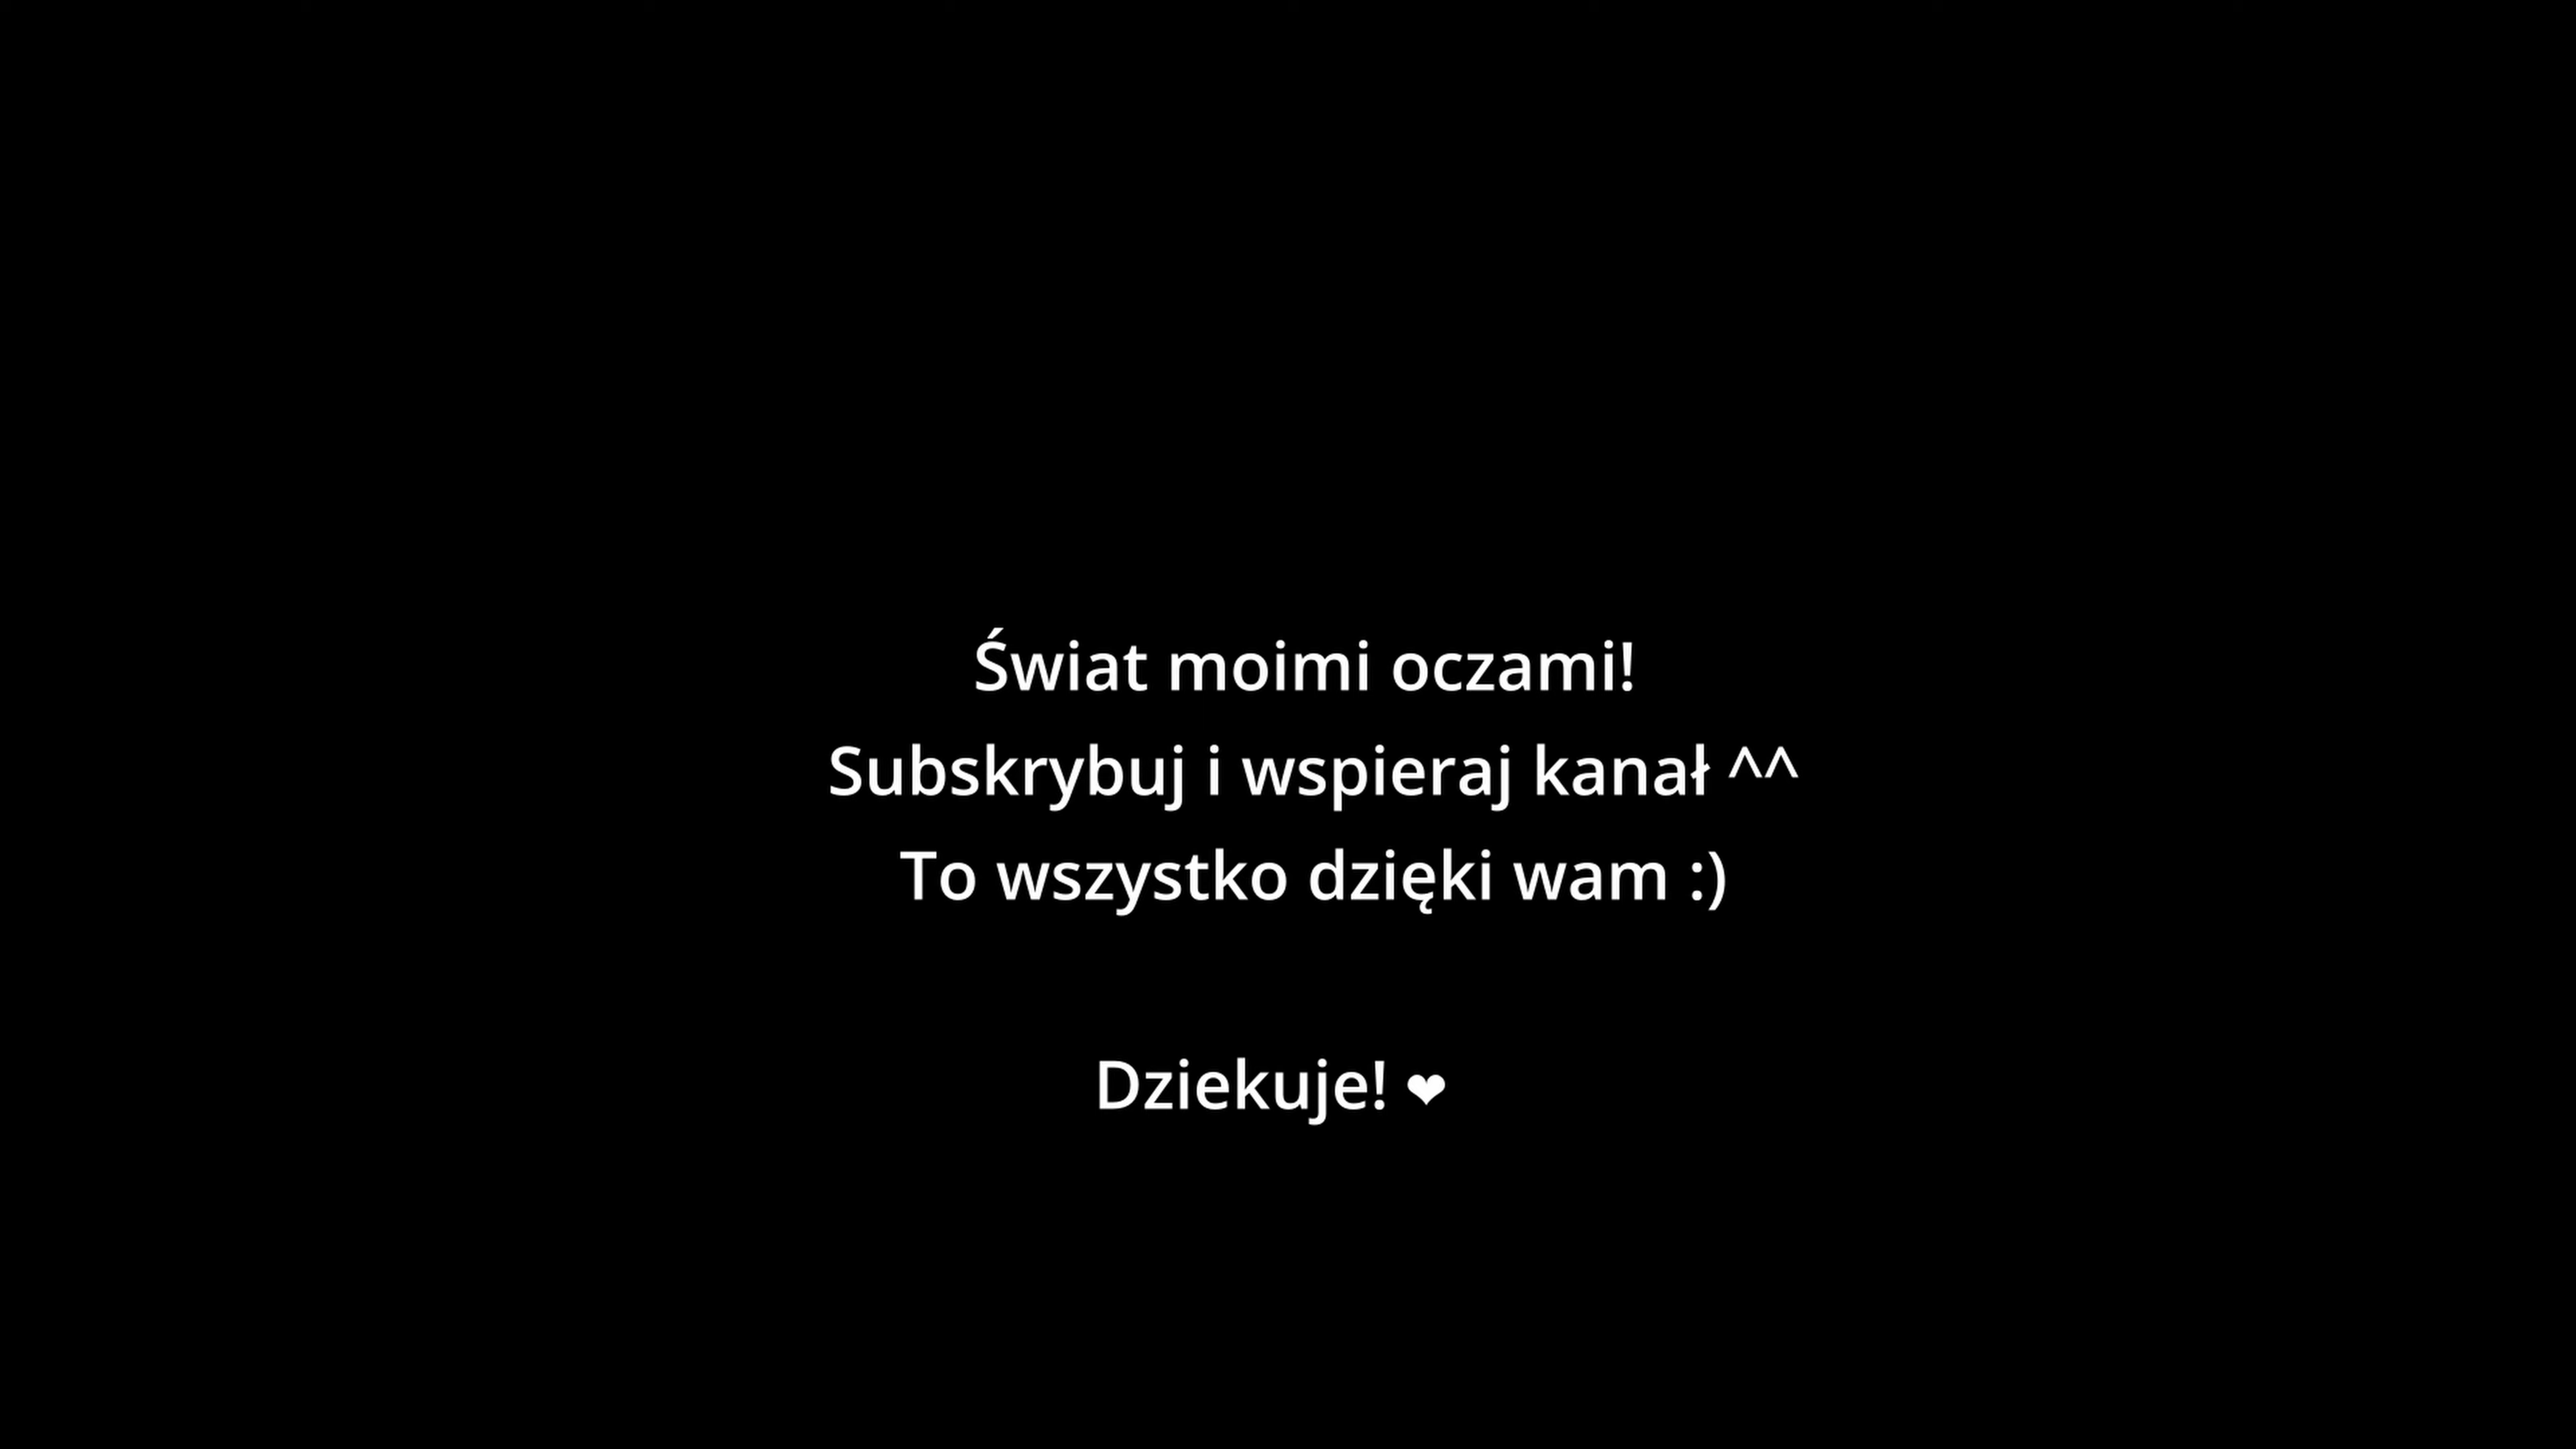 Świat moimi oczami!
Subskrybuj i wspieraj kanał ^^
To wszystko dzięki wam :)
Dziekuje! ❤